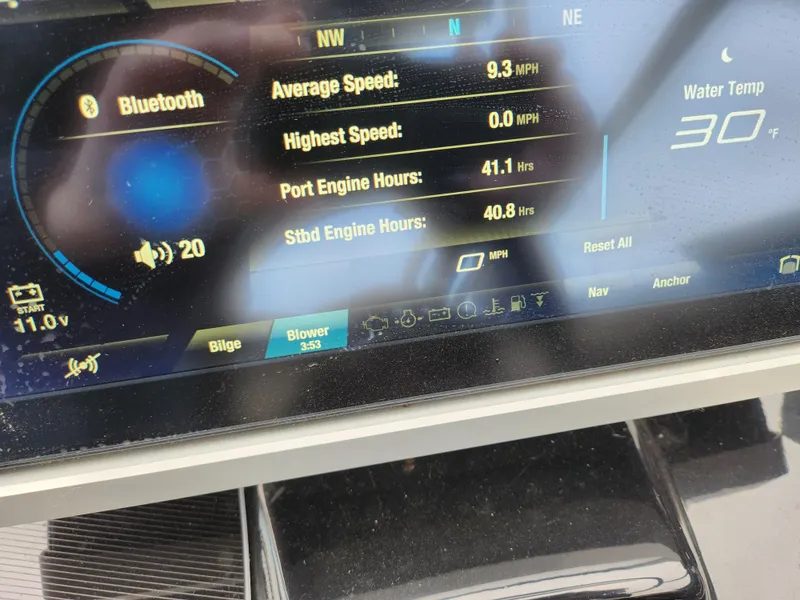 NW N NE
Bluetooth
Average Speed: 9.3 MPH
Highest Speed: 0.0 MPH
Port Engine Hours: 41.1 Hrs
Stbd Engine Hours: 40.8 Hrs
Water Temp
30 °F
20
0 MPH
Reset All
START
11.0 V
Bilge
Blower
3:53
Nav
Anchor